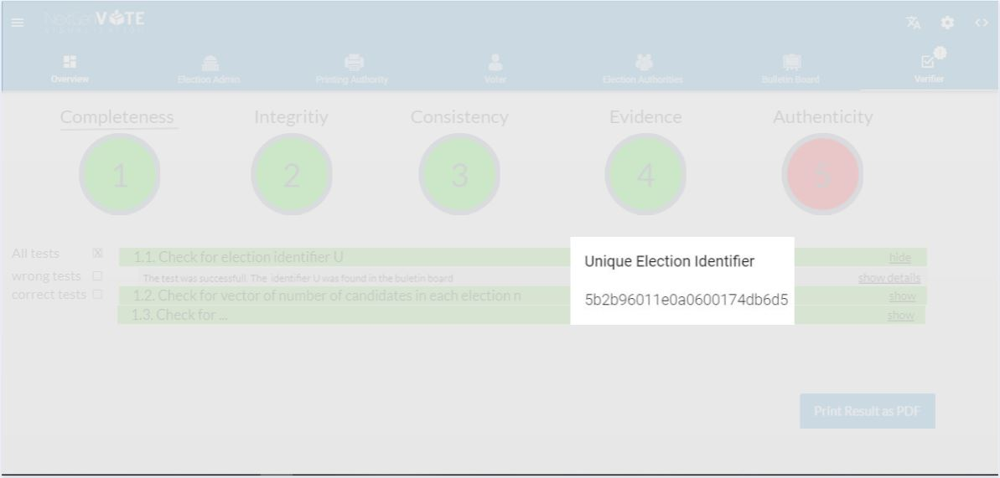 NexGenVOTE
VISUALIZATION
Overview
Election Admin
Printing Authority
Voter
Election Authorities
Bulletin Board
Verifier
Completeness
Integritiy
Consistency
Evidence
Authenticity
1
2
3
4
5
All tests
wrong tests
correct tests
1.1. Check for election identifier U
hide
The test was successfull. The identifier U was found in the buletin board
show details
1.2. Check for vector of number of candidates in each election n
show
1.3. Check for ...
show
Unique Election Identifier
5b2b96011e0a0600174db6d5
Print Result as PDF